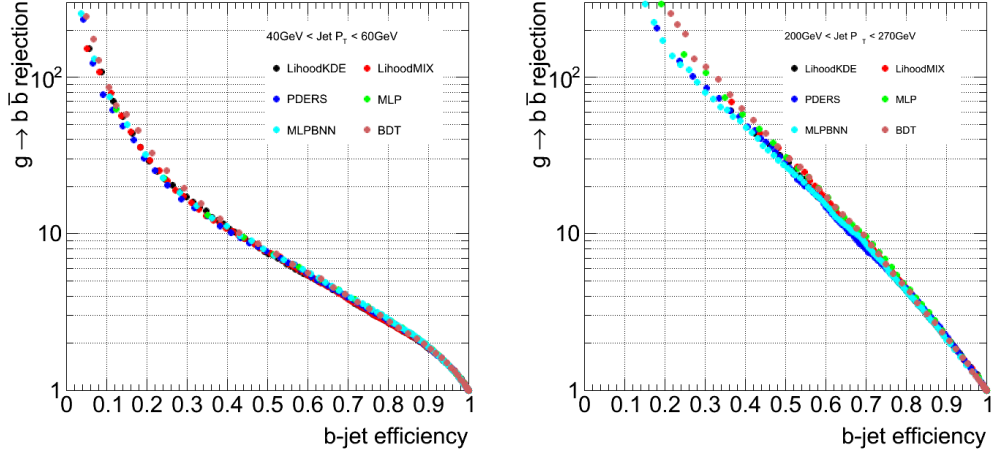 g → b b̅ rejection
10²
10
1
0 0.1 0.2 0.3 0.4 0.5 0.6 0.7 0.8 0.9 1
b-jet efficiency
40GeV < Jet P_T < 60GeV
LihoodKDE LihoodMIX
PDERS MLP
MLPBNN BDT
g → b b̅ rejection
10²
10
1
0 0.1 0.2 0.3 0.4 0.5 0.6 0.7 0.8 0.9 1
b-jet efficiency
200GeV < Jet P_T < 270GeV
LihoodKDE LihoodMIX
PDERS MLP
MLPBNN BDT